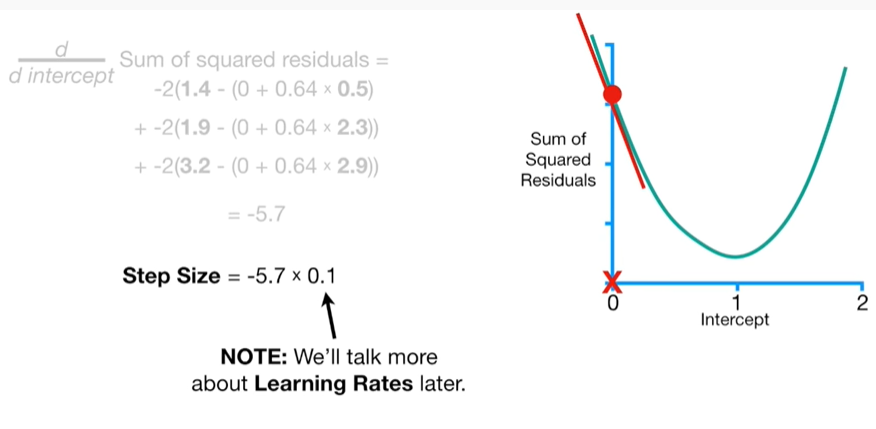 d
d intercept
Sum of squared residuals =
-2(1.4 - (0 + 0.64 × 0.5)
+ -2(1.9 - (0 + 0.64 × 2.3))
+ -2(3.2 - (0 + 0.64 × 2.9))
= -5.7
Step Size = -5.7 × 0.1
NOTE: We'll talk more
about Learning Rates later.
Sum of
Squared
Residuals
0 1 2
Intercept